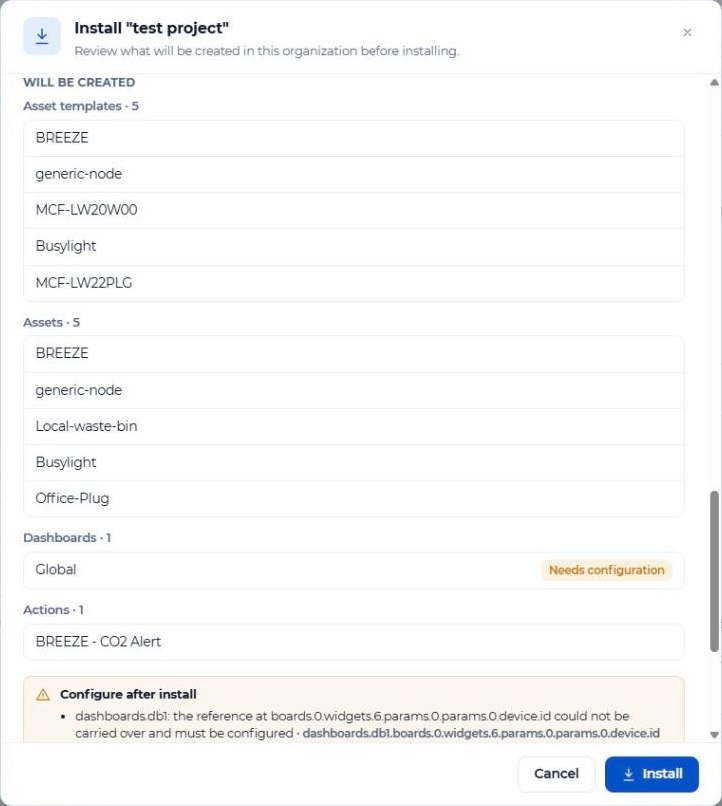 Install "test project"
Review what will be created in this organization before installing.
×
WILL BE CREATED
Asset templates · 5
BREEZE
generic-node
MCF-LW20W00
Busylight
MCF-LW22PLG
Assets · 5
BREEZE
generic-node
Local-waste-bin
Busylight
Office-Plug
Dashboards · 1
Global
Needs configuration
Actions · 1
BREEZE - CO2 Alert
Configure after install
• dashboards.db1: the reference at boards.0.widgets.6.params.0.params.0.device.id could not be
carried over and must be configured · dashboards.db1.boards.0.widgets.6.params.0.params.0.device.id
Cancel
Install